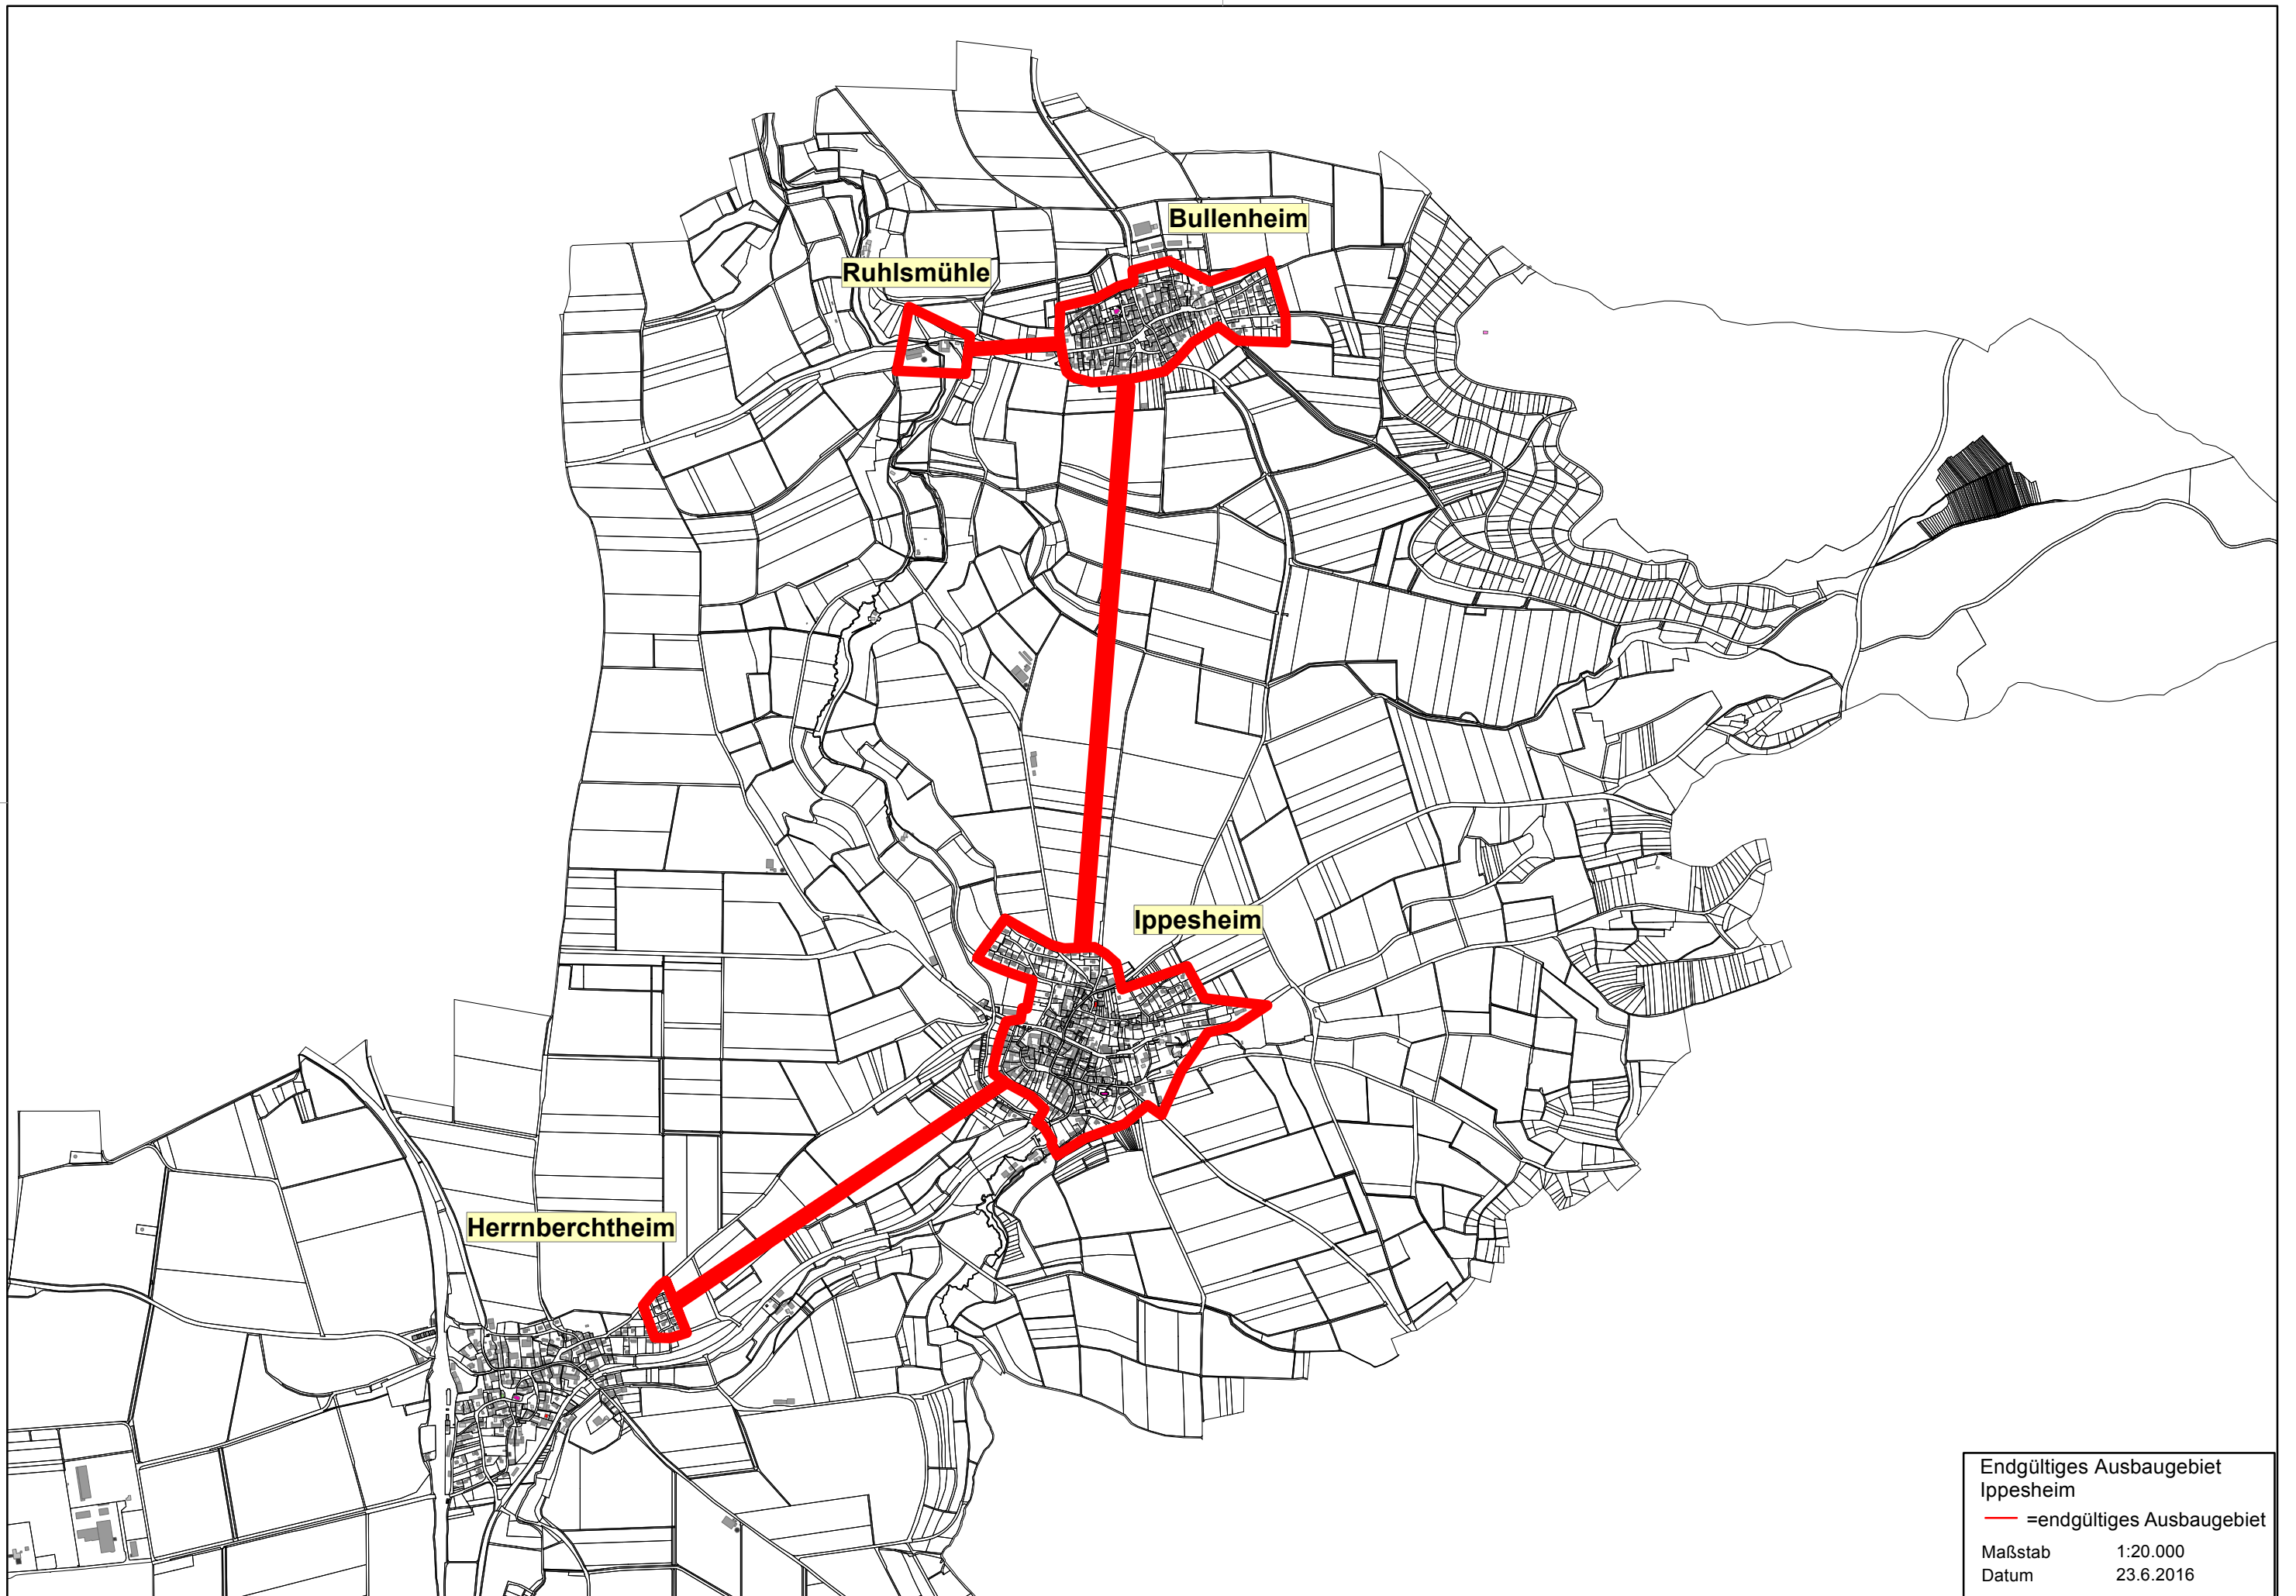 Bullenheim
Ruhlsmühle
Ippesheim
Herrnberchtheim
Endgültiges Ausbaugebiet
Ippesheim
=endgültiges Ausbaugebiet
Maßstab 1:20.000
Datum 23.6.2016